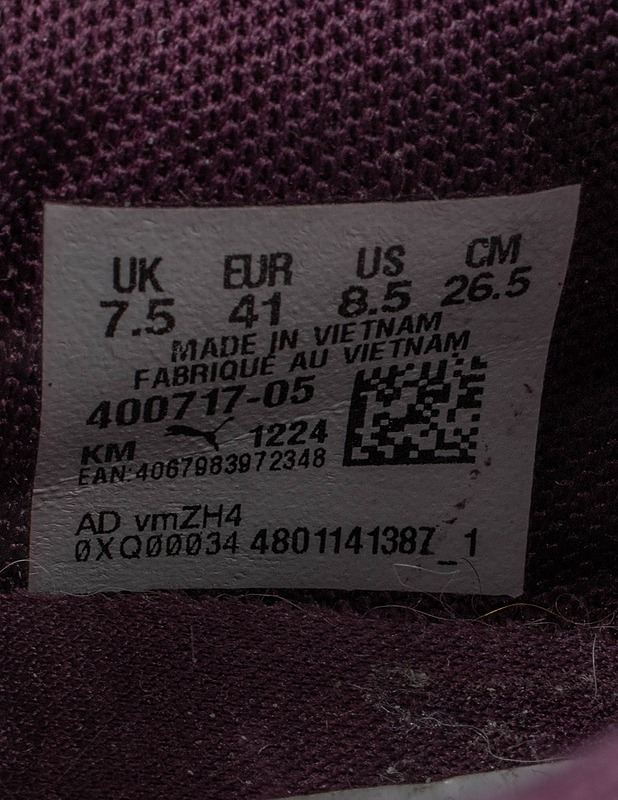 UK EUR US CM
7.5 41 8.5 26.5
MADE IN VIETNAM
FABRIQUÉ AU VIETNAM
400717-05
KM 1224
EAN:4067983972348
AD vmZH4
0XQ00034 4801141387_1